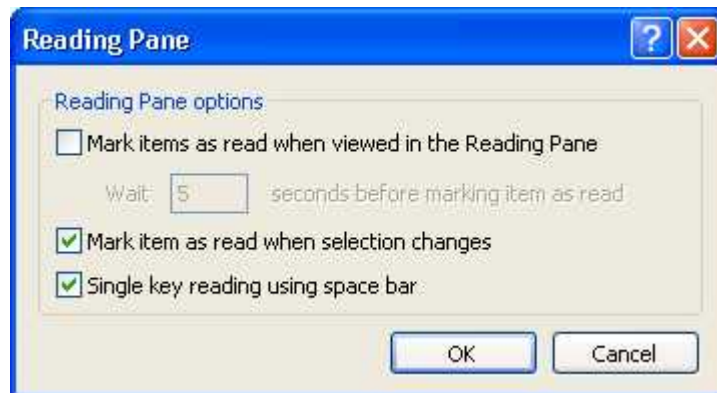 Reading Pane
Reading Pane options
Mark items as read when viewed in the Reading Pane
Wait 5 seconds before marking item as read
Mark item as read when selection changes
Single key reading using space bar
OK Cancel